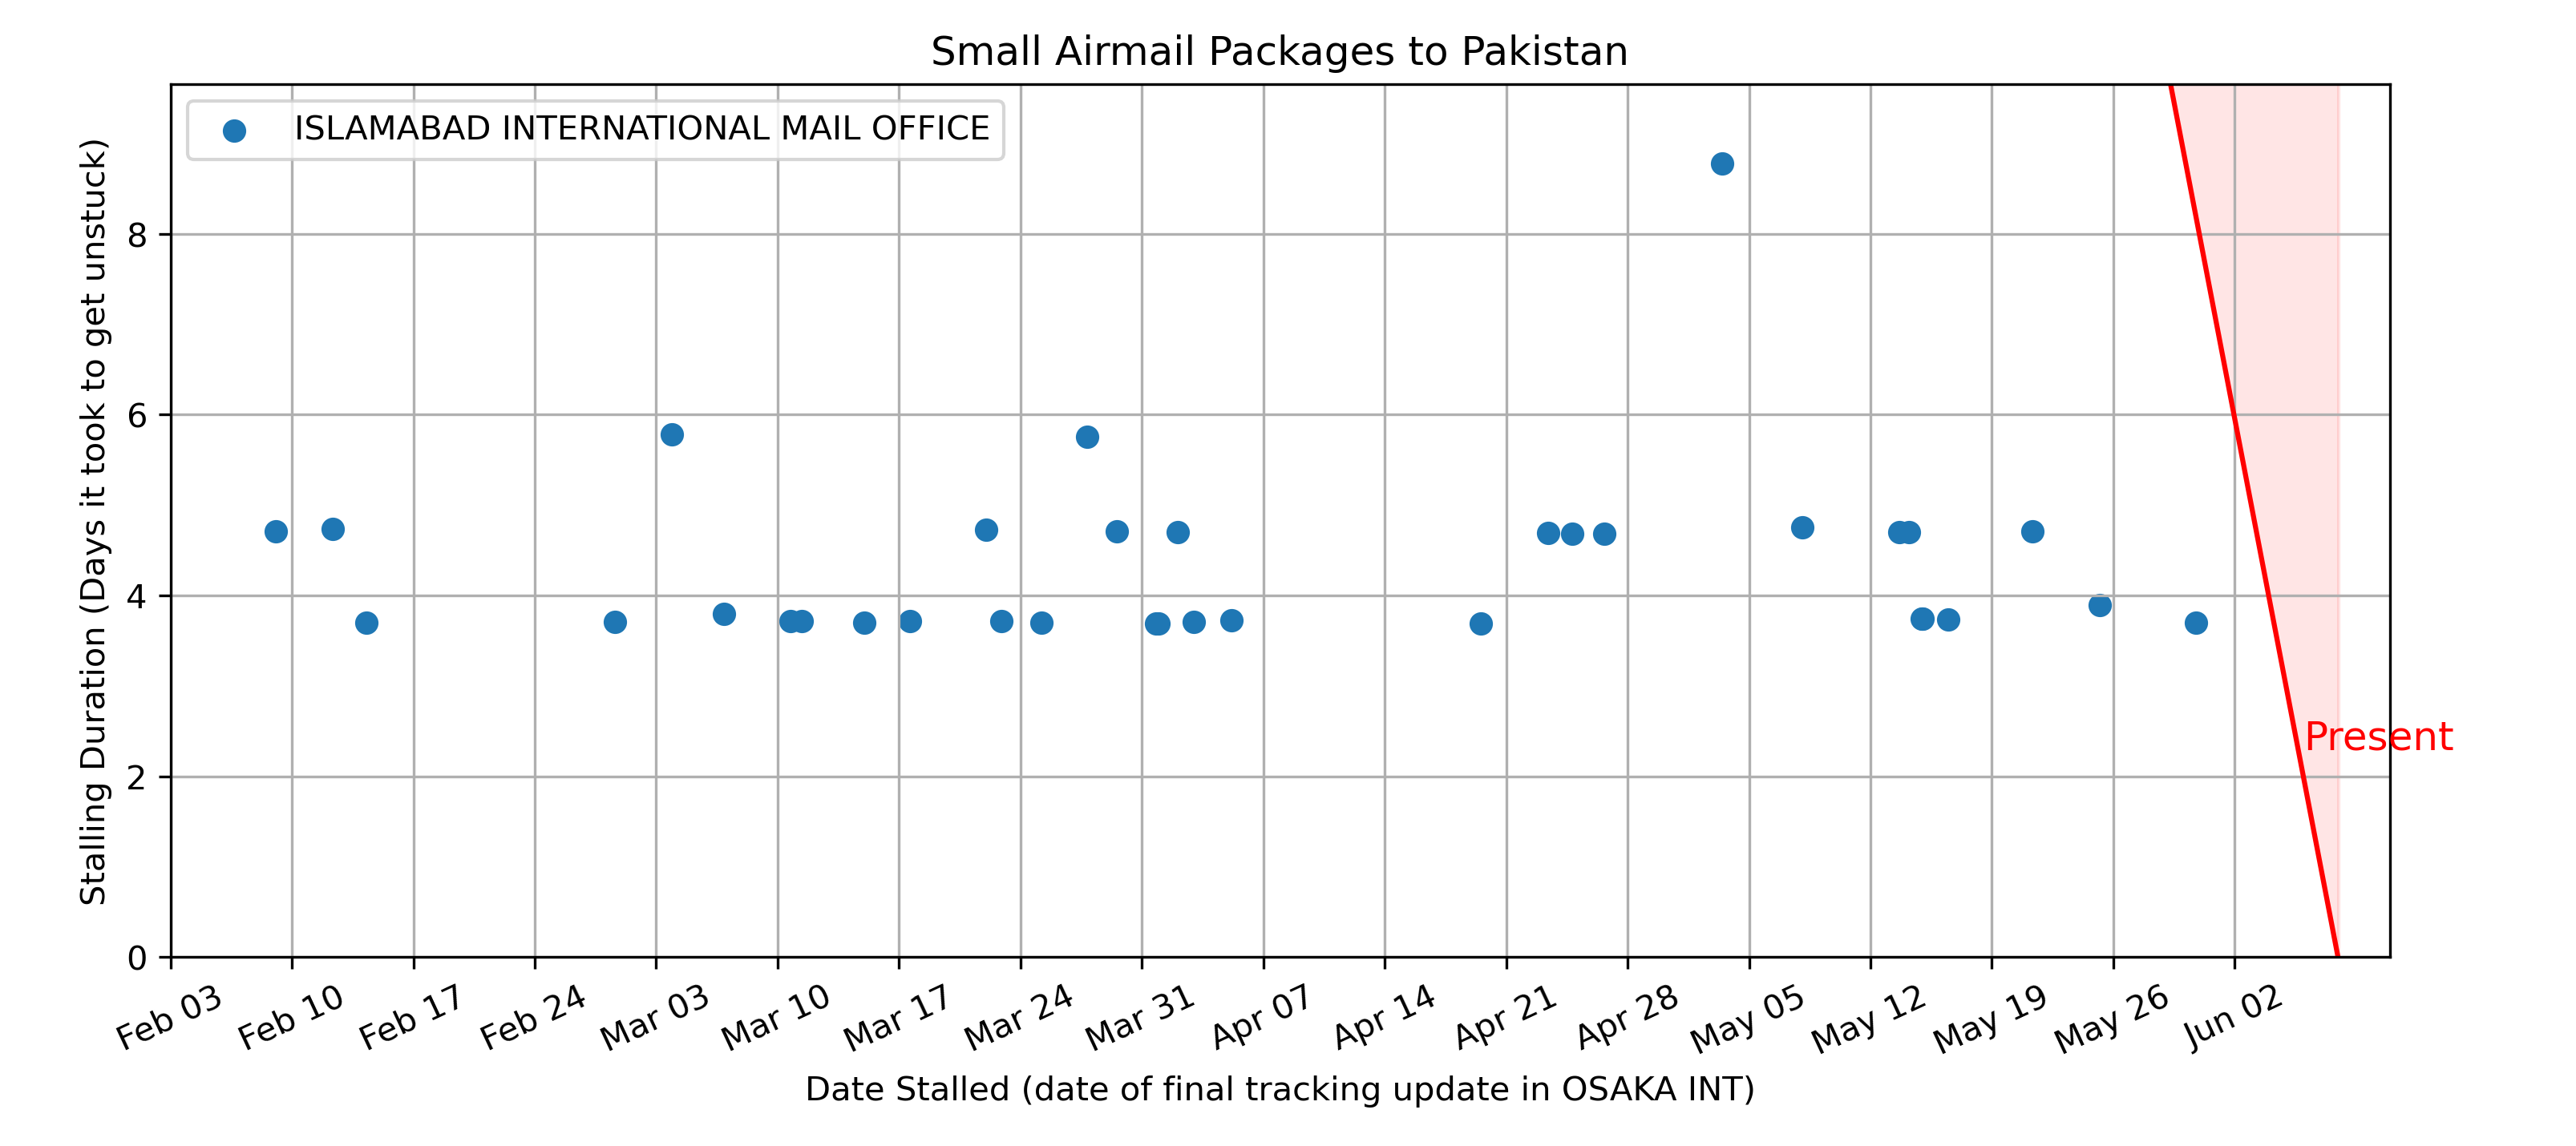 Small Airmail Packages to Pakistan
ISLAMABAD INTERNATIONAL MAIL OFFICE
Stalling Duration (Days it took to get unstuck)
8
6
4
2
0
Present
Feb 03
Feb 10
Feb 17
Feb 24
Mar 03
Mar 10
Mar 17
Mar 24
Mar 31
Apr 07
Apr 14
Apr 21
Apr 28
May 05
May 12
May 19
May 26
Jun 02
Date Stalled (date of final tracking update in OSAKA INT)